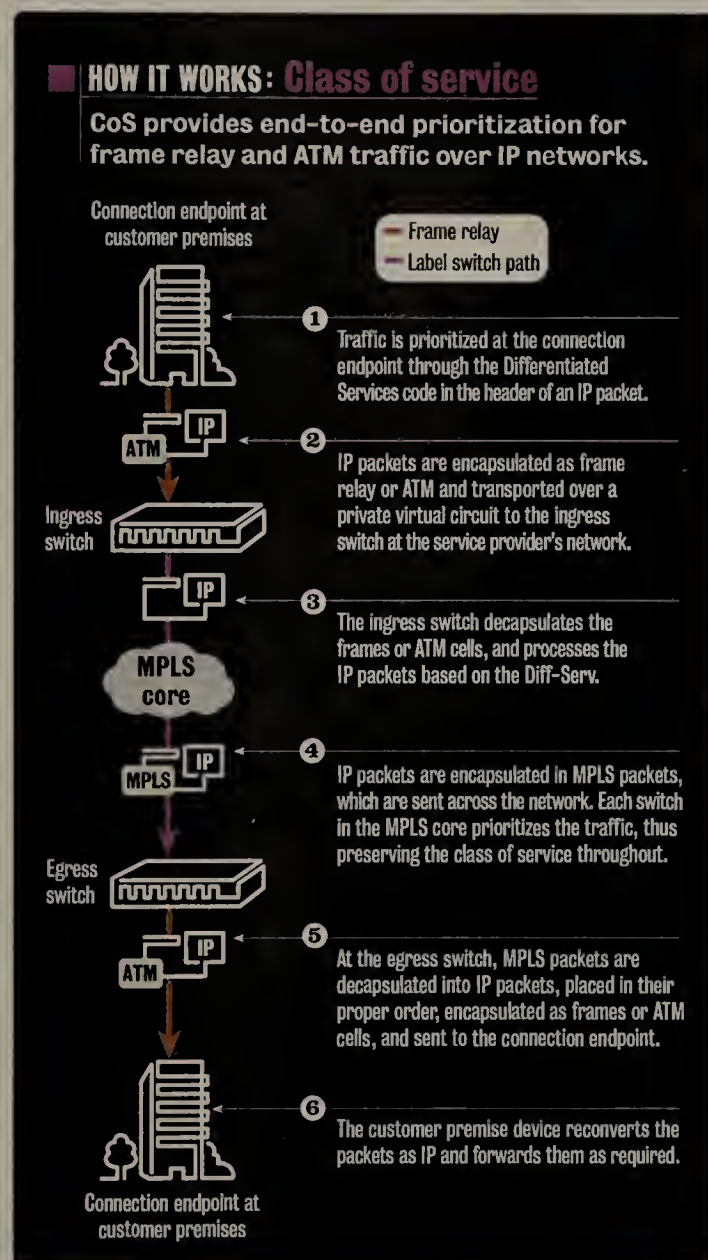 HOW IT WORKS: Class of service
CoS provides end-to-end prioritization for
frame relay and ATM traffic over IP networks.
Connection endpoint at
customer premises
Frame relay
Label switch path
1
Traffic is prioritized at the connection
endpoint through the Differentiated
Services code in the header of an IP packet.
IP
ATM
2
IP packets are encapsulated as frame
relay or ATM and transported over a
private virtual circuit to the ingress
switch at the service provider's network.
Ingress
switch
IP
3
The ingress switch decapsulates the
frames or ATM cells, and processes the
IP packets based on the Diff-Serv.
MPLS
core
IP
MPLS
4
IP packets are encapsulated in MPLS packets,
which are sent across the network. Each switch
in the MPLS core prioritizes the traffic, thus
preserving the class of service throughout.
Egress
switch
IP
ATM
5
At the egress switch, MPLS packets are
decapsulated into IP packets, placed in their
proper order, encapsulated as frames or ATM
cells, and sent to the connection endpoint.
6
The customer premise device reconverts the
packets as IP and forwards them as required.
Connection endpoint at
customer premises